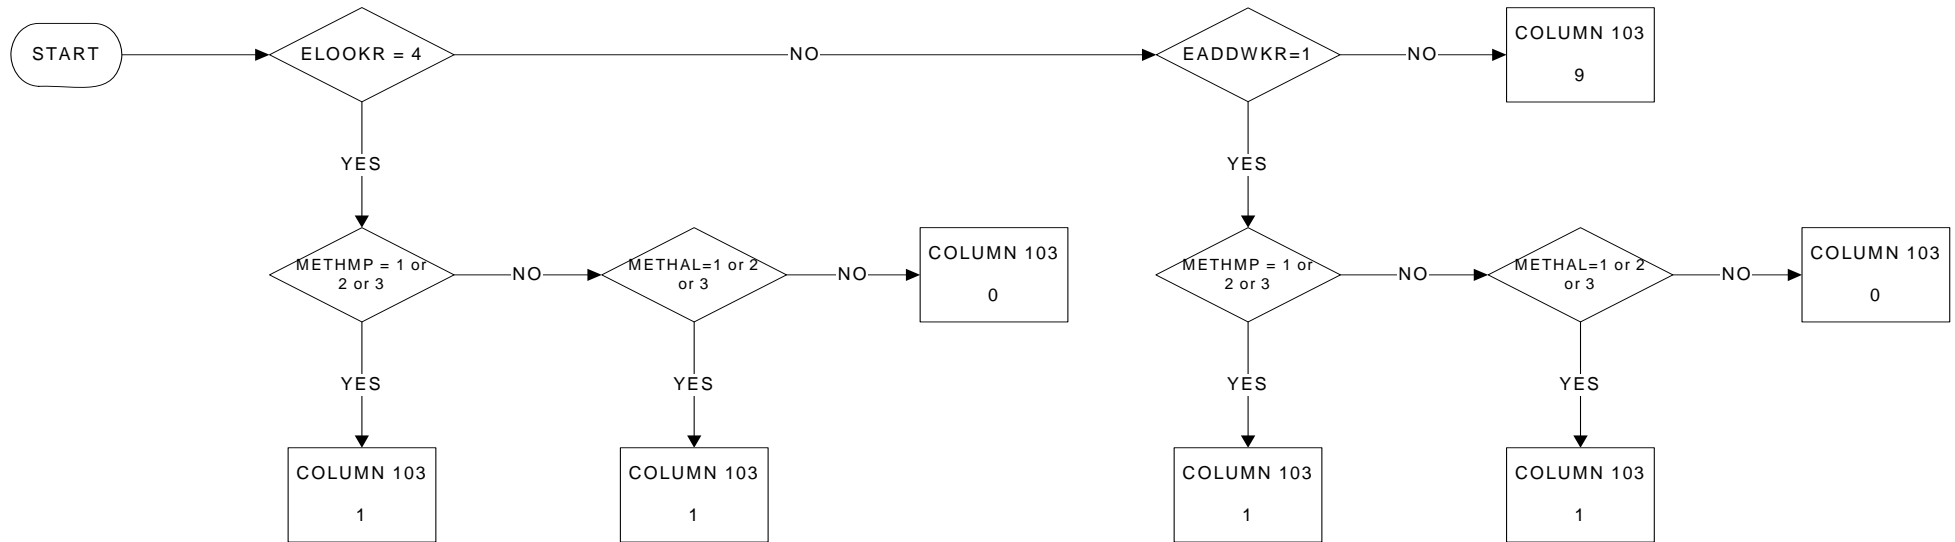 START
ELOOKR = 4
NO
EADDWKR=1
NO
COLUMN 103
9
YES
YES
METHMP = 1 or
2 or 3
NO
METHAL=1 or 2
or 3
NO
COLUMN 103
0
METHMP = 1 or
2 or 3
NO
METHAL=1 or 2
or 3
NO
COLUMN 103
0
YES
YES
YES
YES
COLUMN 103
1
COLUMN 103
1
COLUMN 103
1
COLUMN 103
1